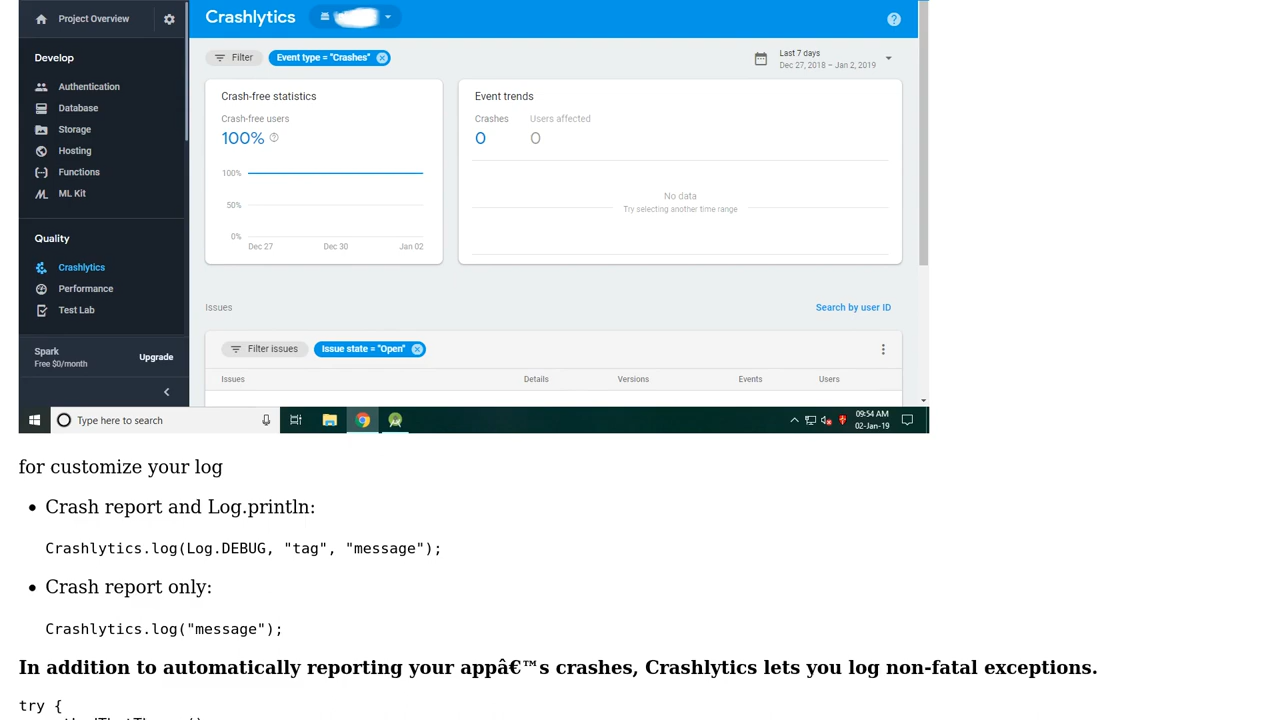 Project Overview
Crashlytics
Filter
Event type = "Crashes"
Last 7 days
Dec 27, 2018 – Jan 2, 2019
Develop
Authentication
Database
Storage
Hosting
Functions
ML Kit
Quality
Crashlytics
Performance
Test Lab
Spark
Free $0/month
Upgrade
Crash-free statistics
Crash-free users
100%
100%
50%
0%
Dec 27
Dec 30
Jan 02
Event trends
Crashes
Users affected
0
0
No data
Try selecting another time range
Issues
Search by user ID
Filter issues
Issue state = "Open"
Issues
Details
Versions
Events
Users
Type here to search
09:54 AM
02-Jan-19
for customize your log
• Crash report and Log.println:
Crashlytics.log(Log.DEBUG, "tag", "message");
• Crash report only:
Crashlytics.log("message");
In addition to automatically reporting your appâ€™s crashes, Crashlytics lets you log non-fatal exceptions.
try {